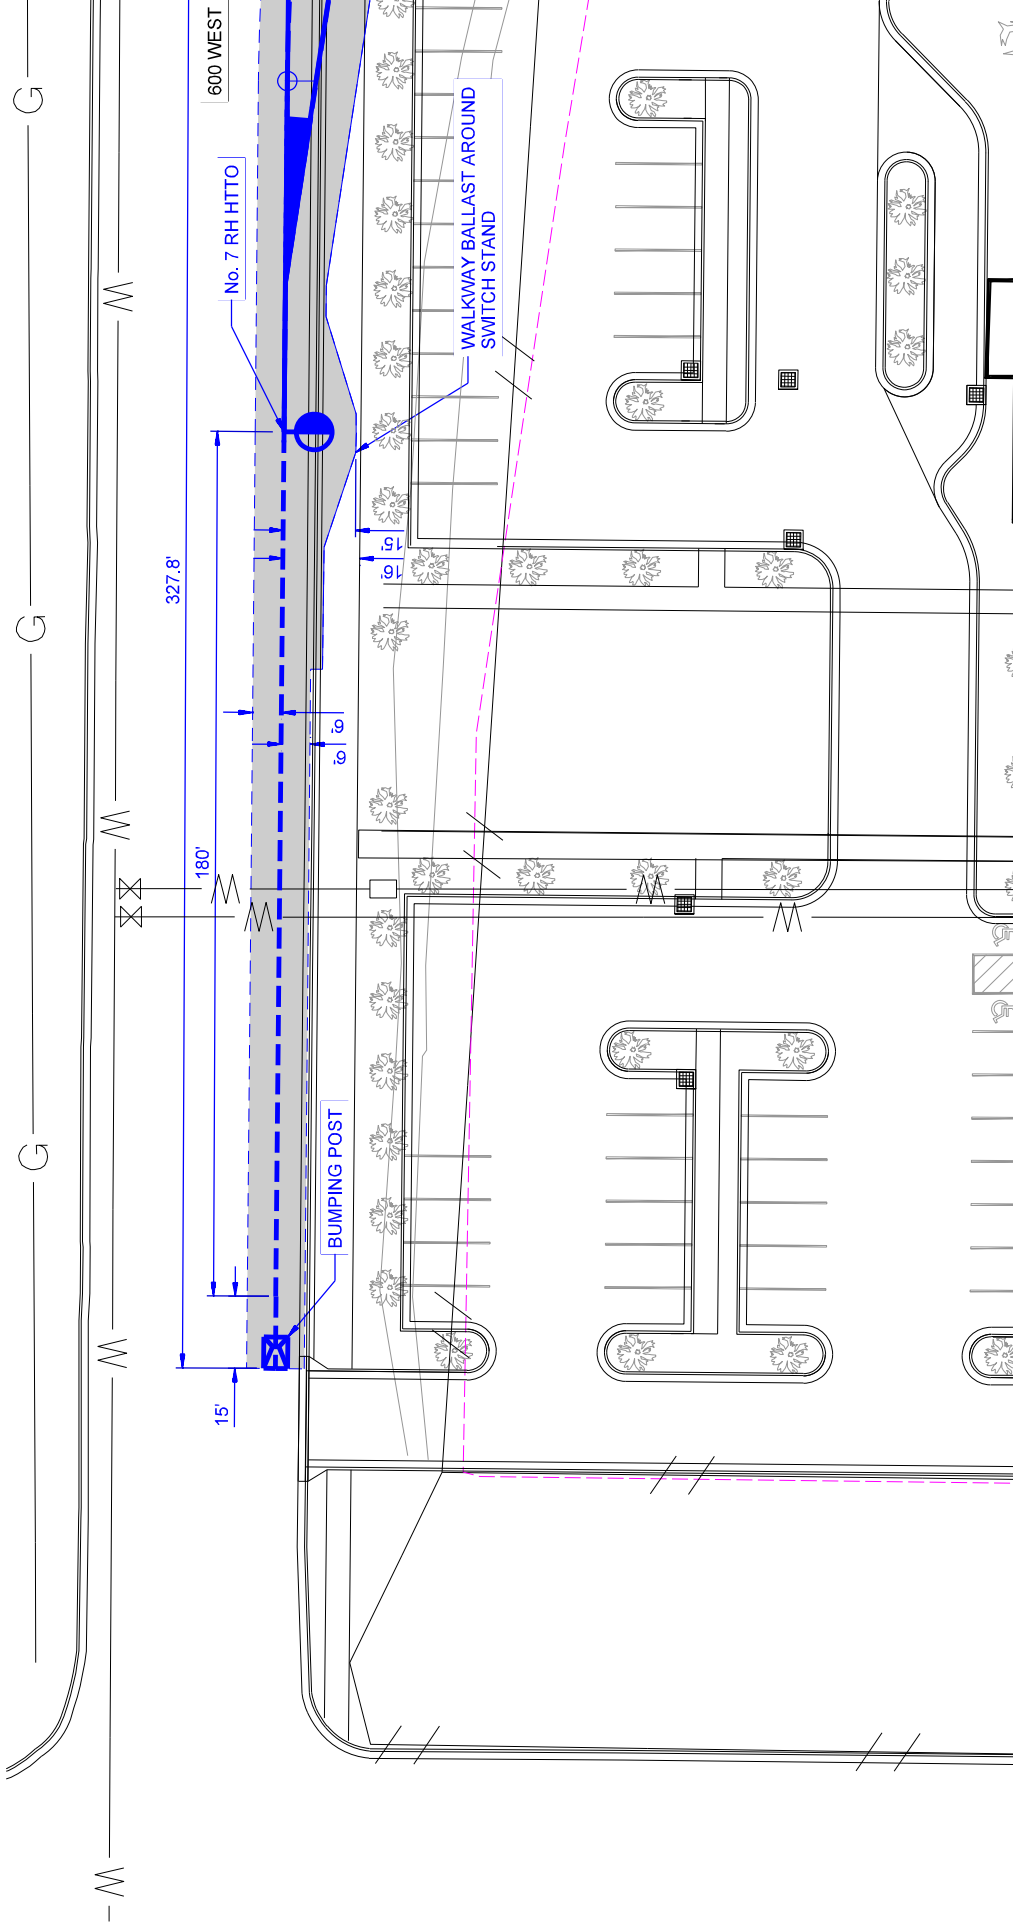 600 WEST
No. 7 RH HTTO
WALKWAY BALLAST AROUND
SWITCH STAND
327.8'
180'
15'
16'
9'
9'
BUMPING POST
15'
G
G
G
W
W
W
W
W
W
W
W